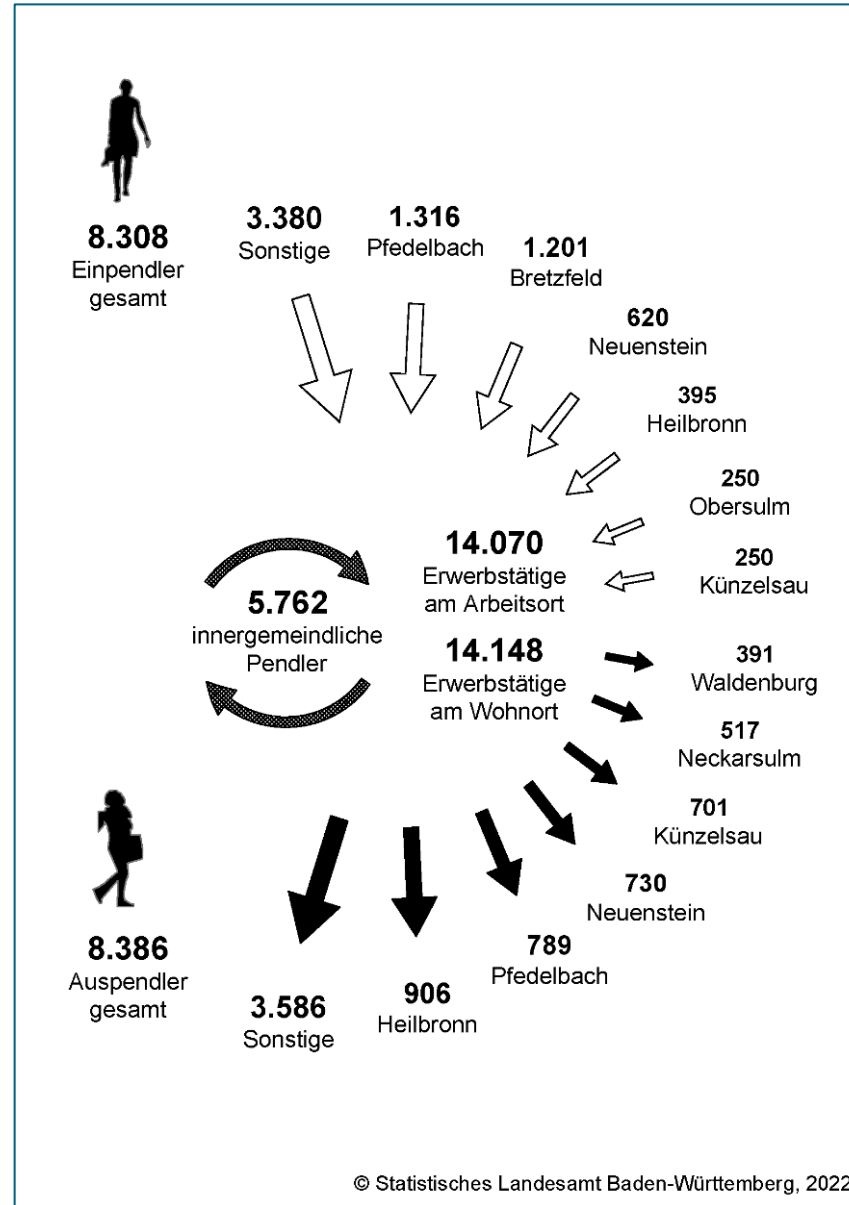 8.308
Einpendler
gesamt
3.380
Sonstige
1.316
Pfedelbach
1.201
Bretzfeld
620
Neuenstein
395
Heilbronn
250
Obersulm
250
Künzelsau
14.070
Erwerbstätige
am Arbeitsort
5.762
innergemeindliche
Pendler
14.148
Erwerbstätige
am Wohnort
391
Waldenburg
517
Neckarsulm
701
Künzelsau
730
Neuenstein
789
Pfedelbach
906
Heilbronn
3.586
Sonstige
8.386
Auspendler
gesamt
© Statistisches Landesamt Baden-Württemberg, 2022